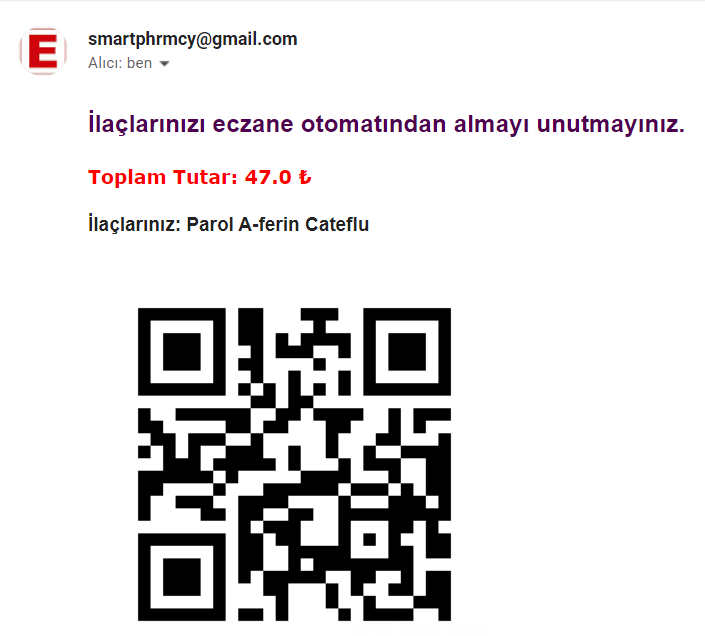 E
smartphrmcy@gmail.com
Alıcı: ben
İlaçlarınızı eczane otomatından almayı unutmayınız.
Toplam Tutar: 47.0 ₺
İlaçlarınız: Parol A-ferin Cateflu